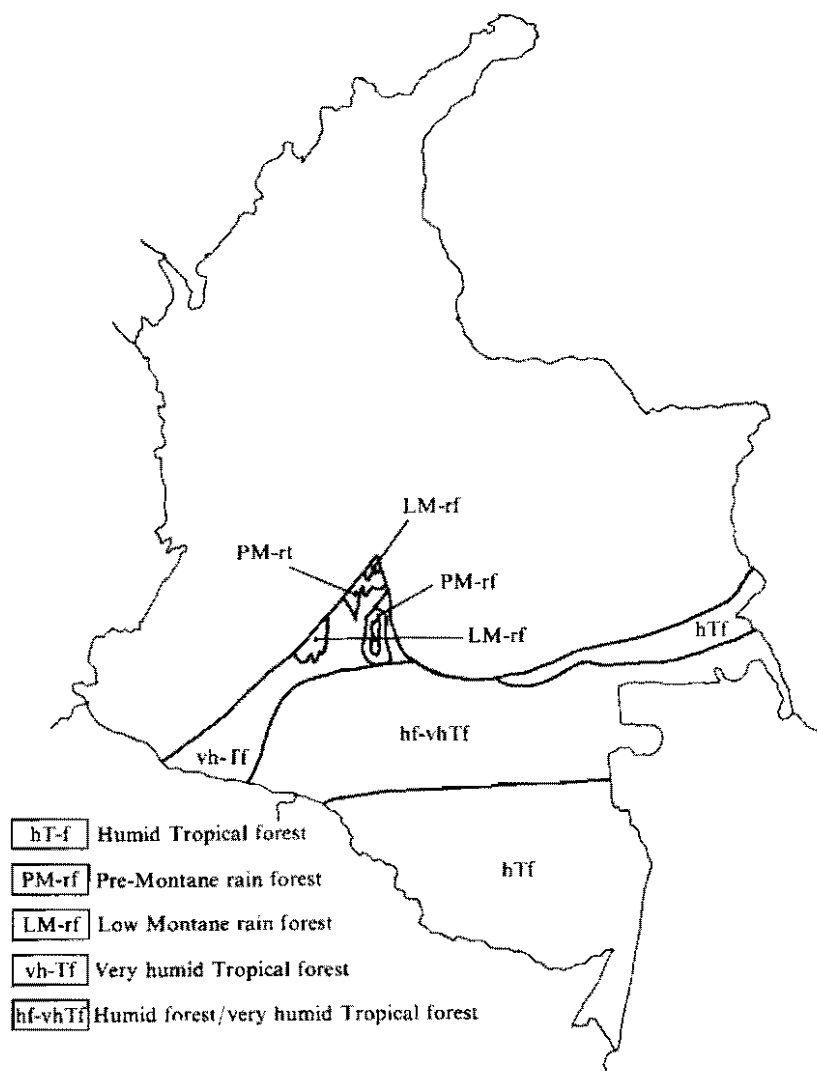 LM-rf
PM-rt
PM-rf
LM-rf
hTf
hf-vhTf
vh-Tf
hTf
hT-f Humid Tropical forest
PM-rf Pre-Montane rain forest
LM-rf Low Montane rain forest
vh-Tf Very humid Tropical forest
hf-vhTf Humid forest/very humid Tropical forest